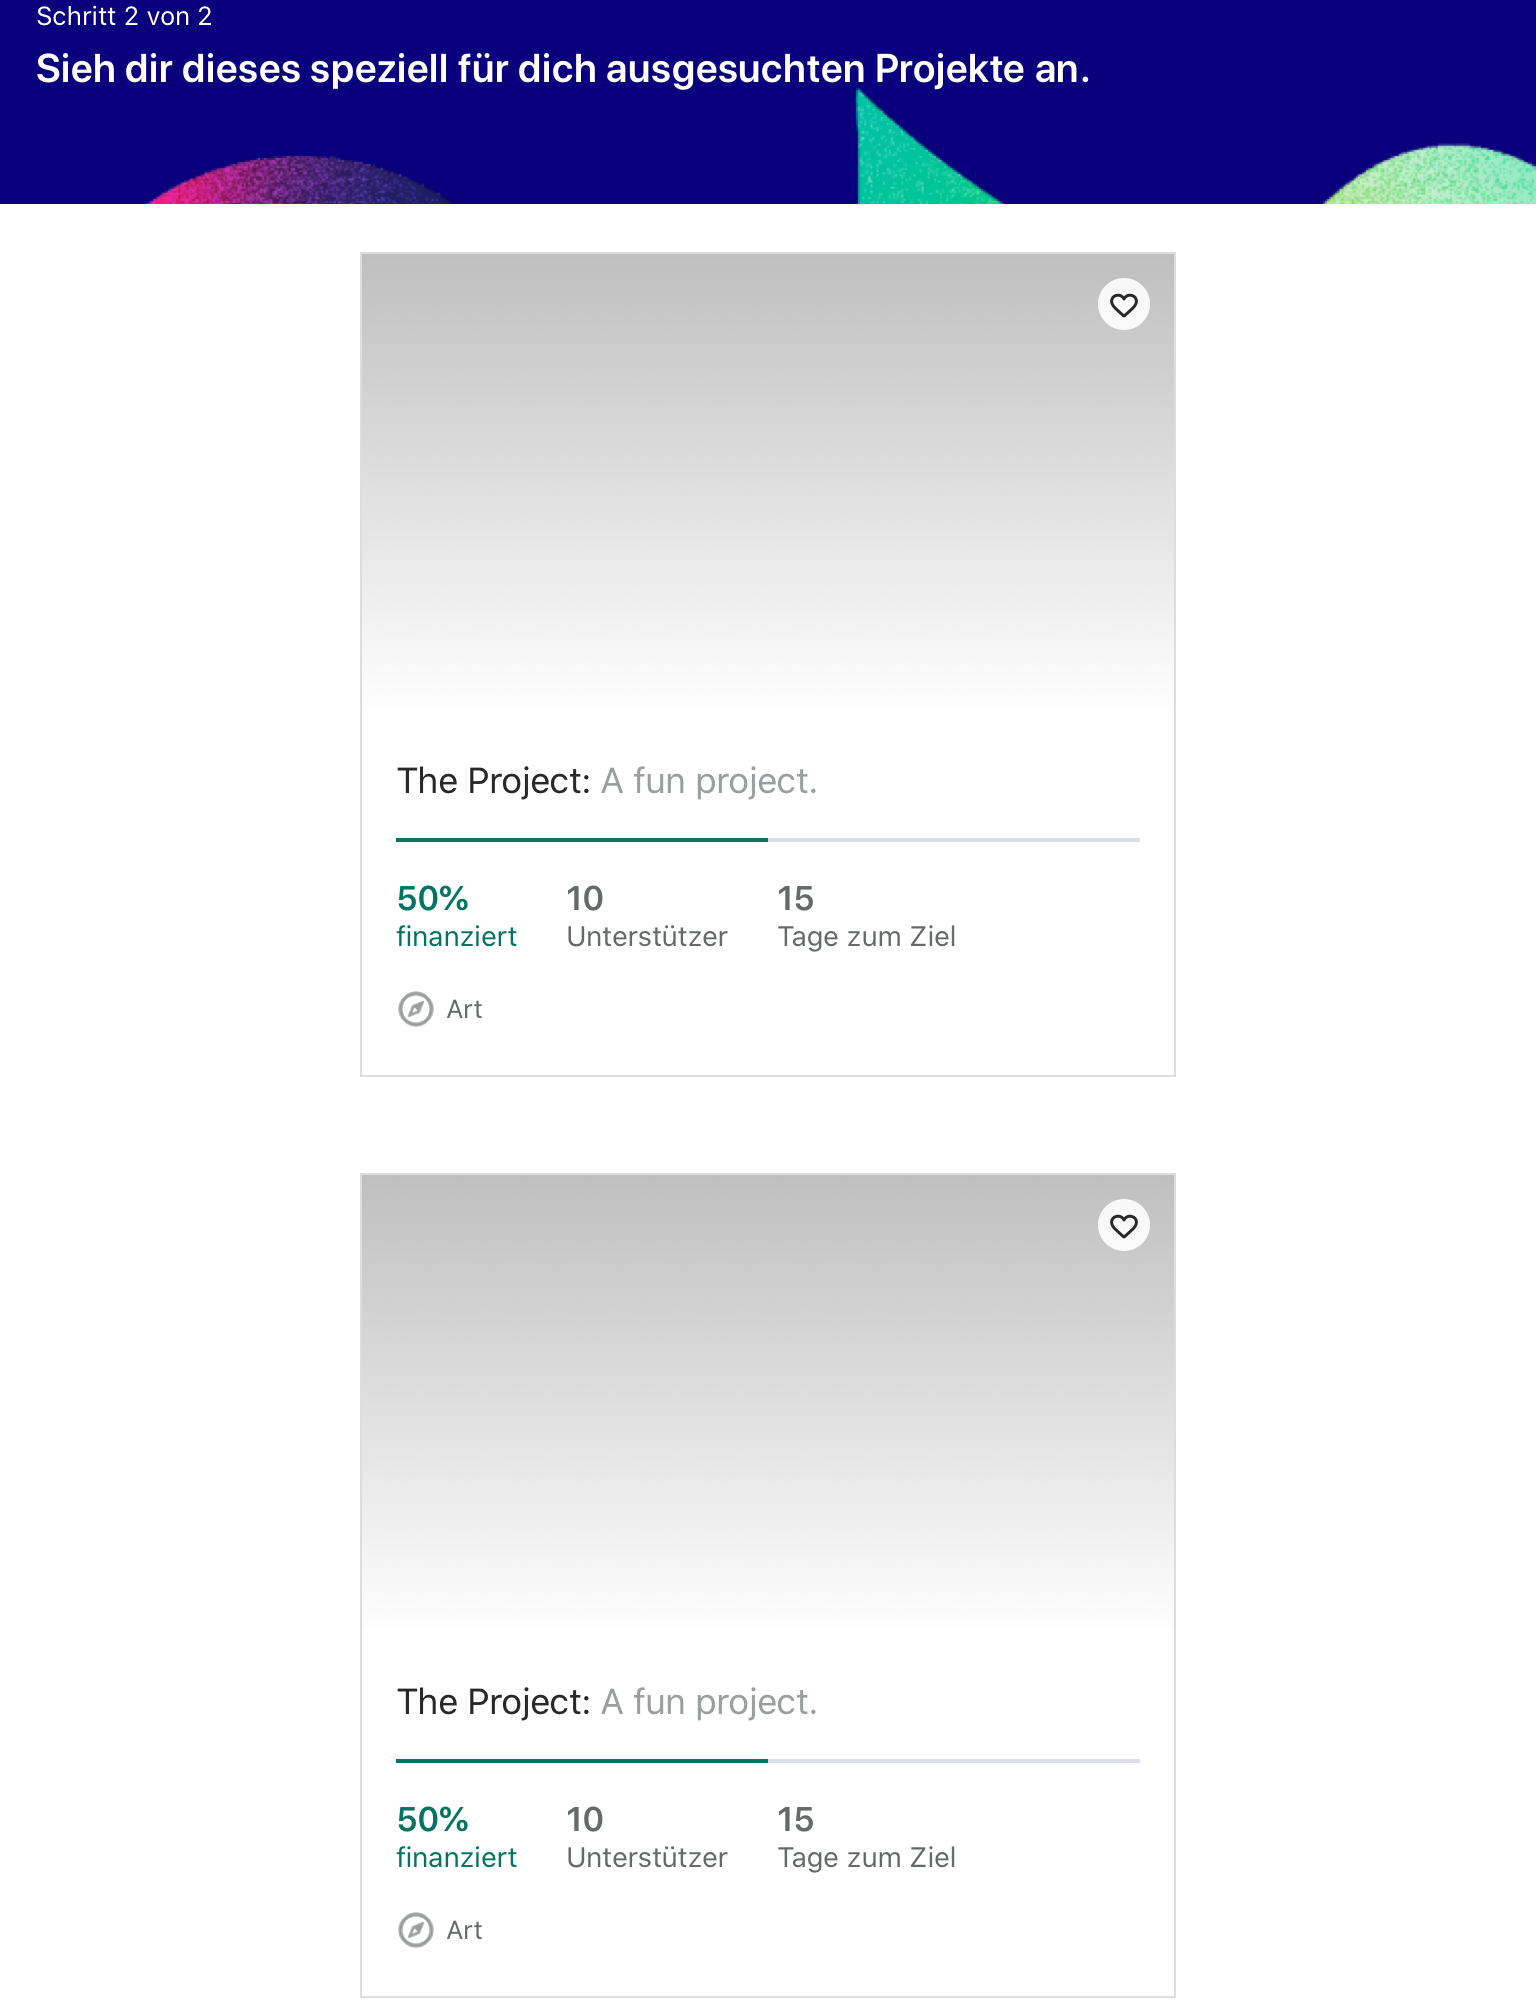 Schritt 2 von 2
Sieh dir dieses speziell für dich ausgesuchten Projekte an.
The Project: A fun project.
50% 10 15
finanziert Unterstützer Tage zum Ziel
Art
The Project: A fun project.
50% 10 15
finanziert Unterstützer Tage zum Ziel
Art